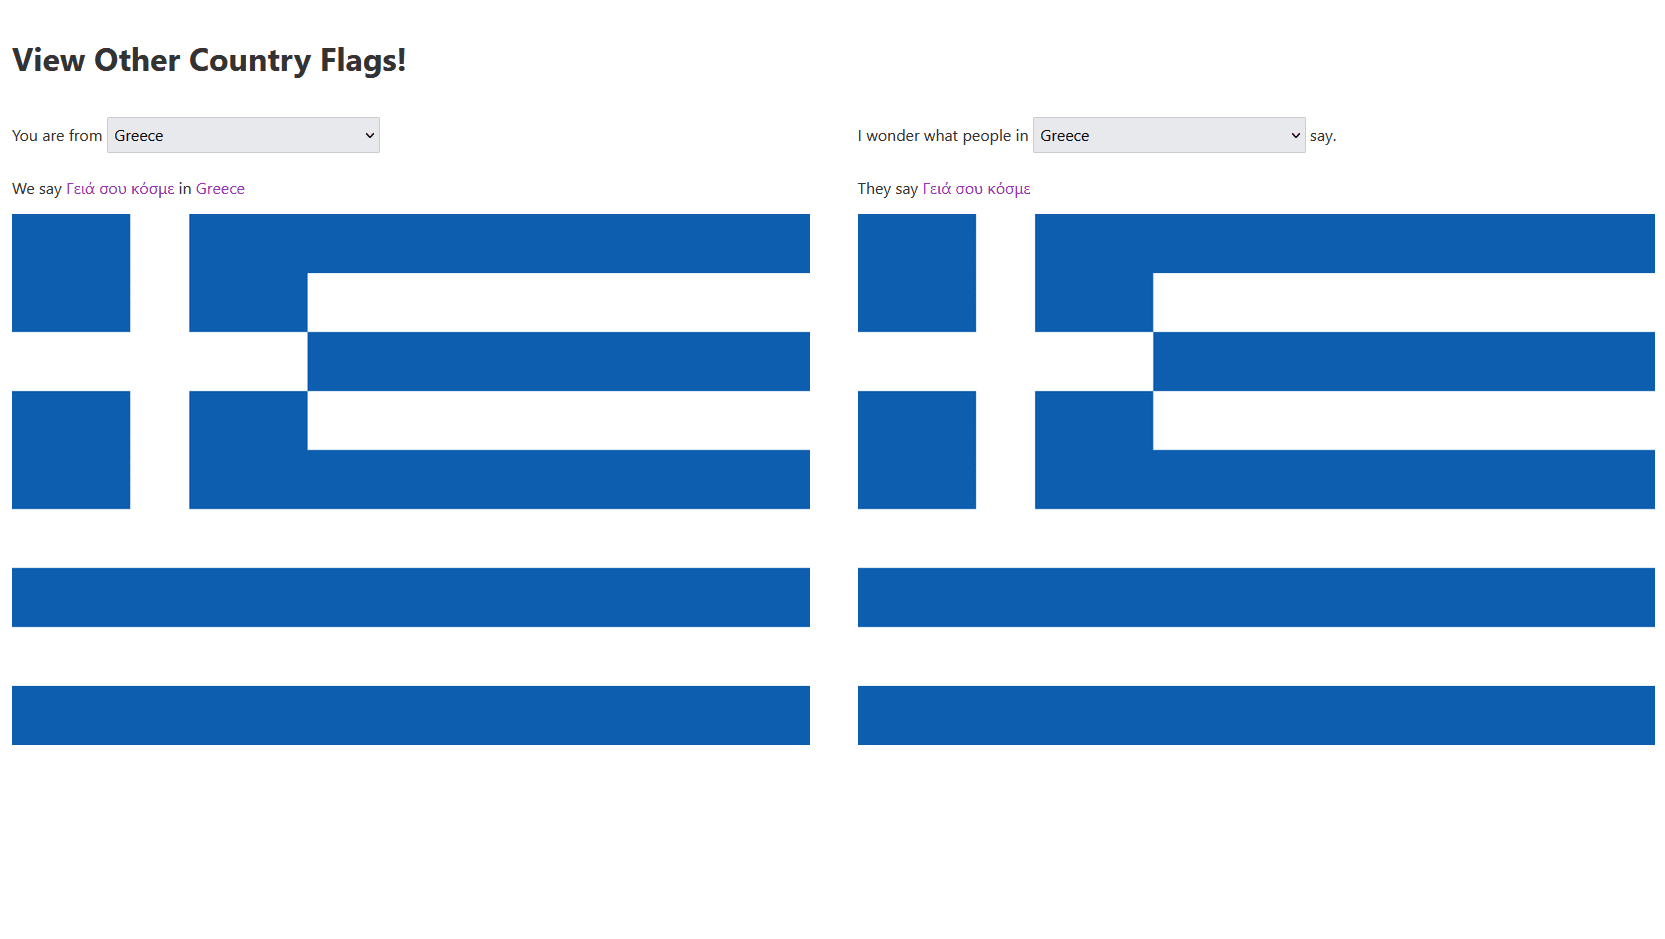 View Other Country Flags!
You are from Greece
I wonder what people in Greece say.
We say Γειά σου κόσμε in Greece
They say Γειά σου κόσμε